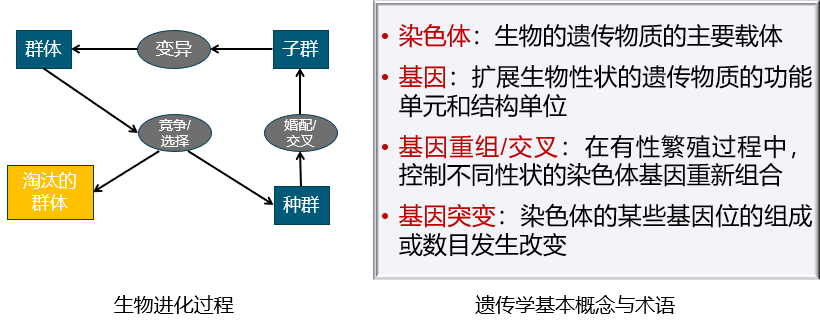 群体
变异
子群
竞争/
选择
婚配/
交叉
淘汰的
群体
种群
生物进化过程
• 染色体：生物的遗传物质的主要载体
• 基因：扩展生物性状的遗传物质的功能
单元和结构单位
• 基因重组/交叉：在有性繁殖过程中，
控制不同性状的染色体基因重新组合
• 基因突变：染色体的某些基因位的组成
或数目发生改变
遗传学基本概念与术语